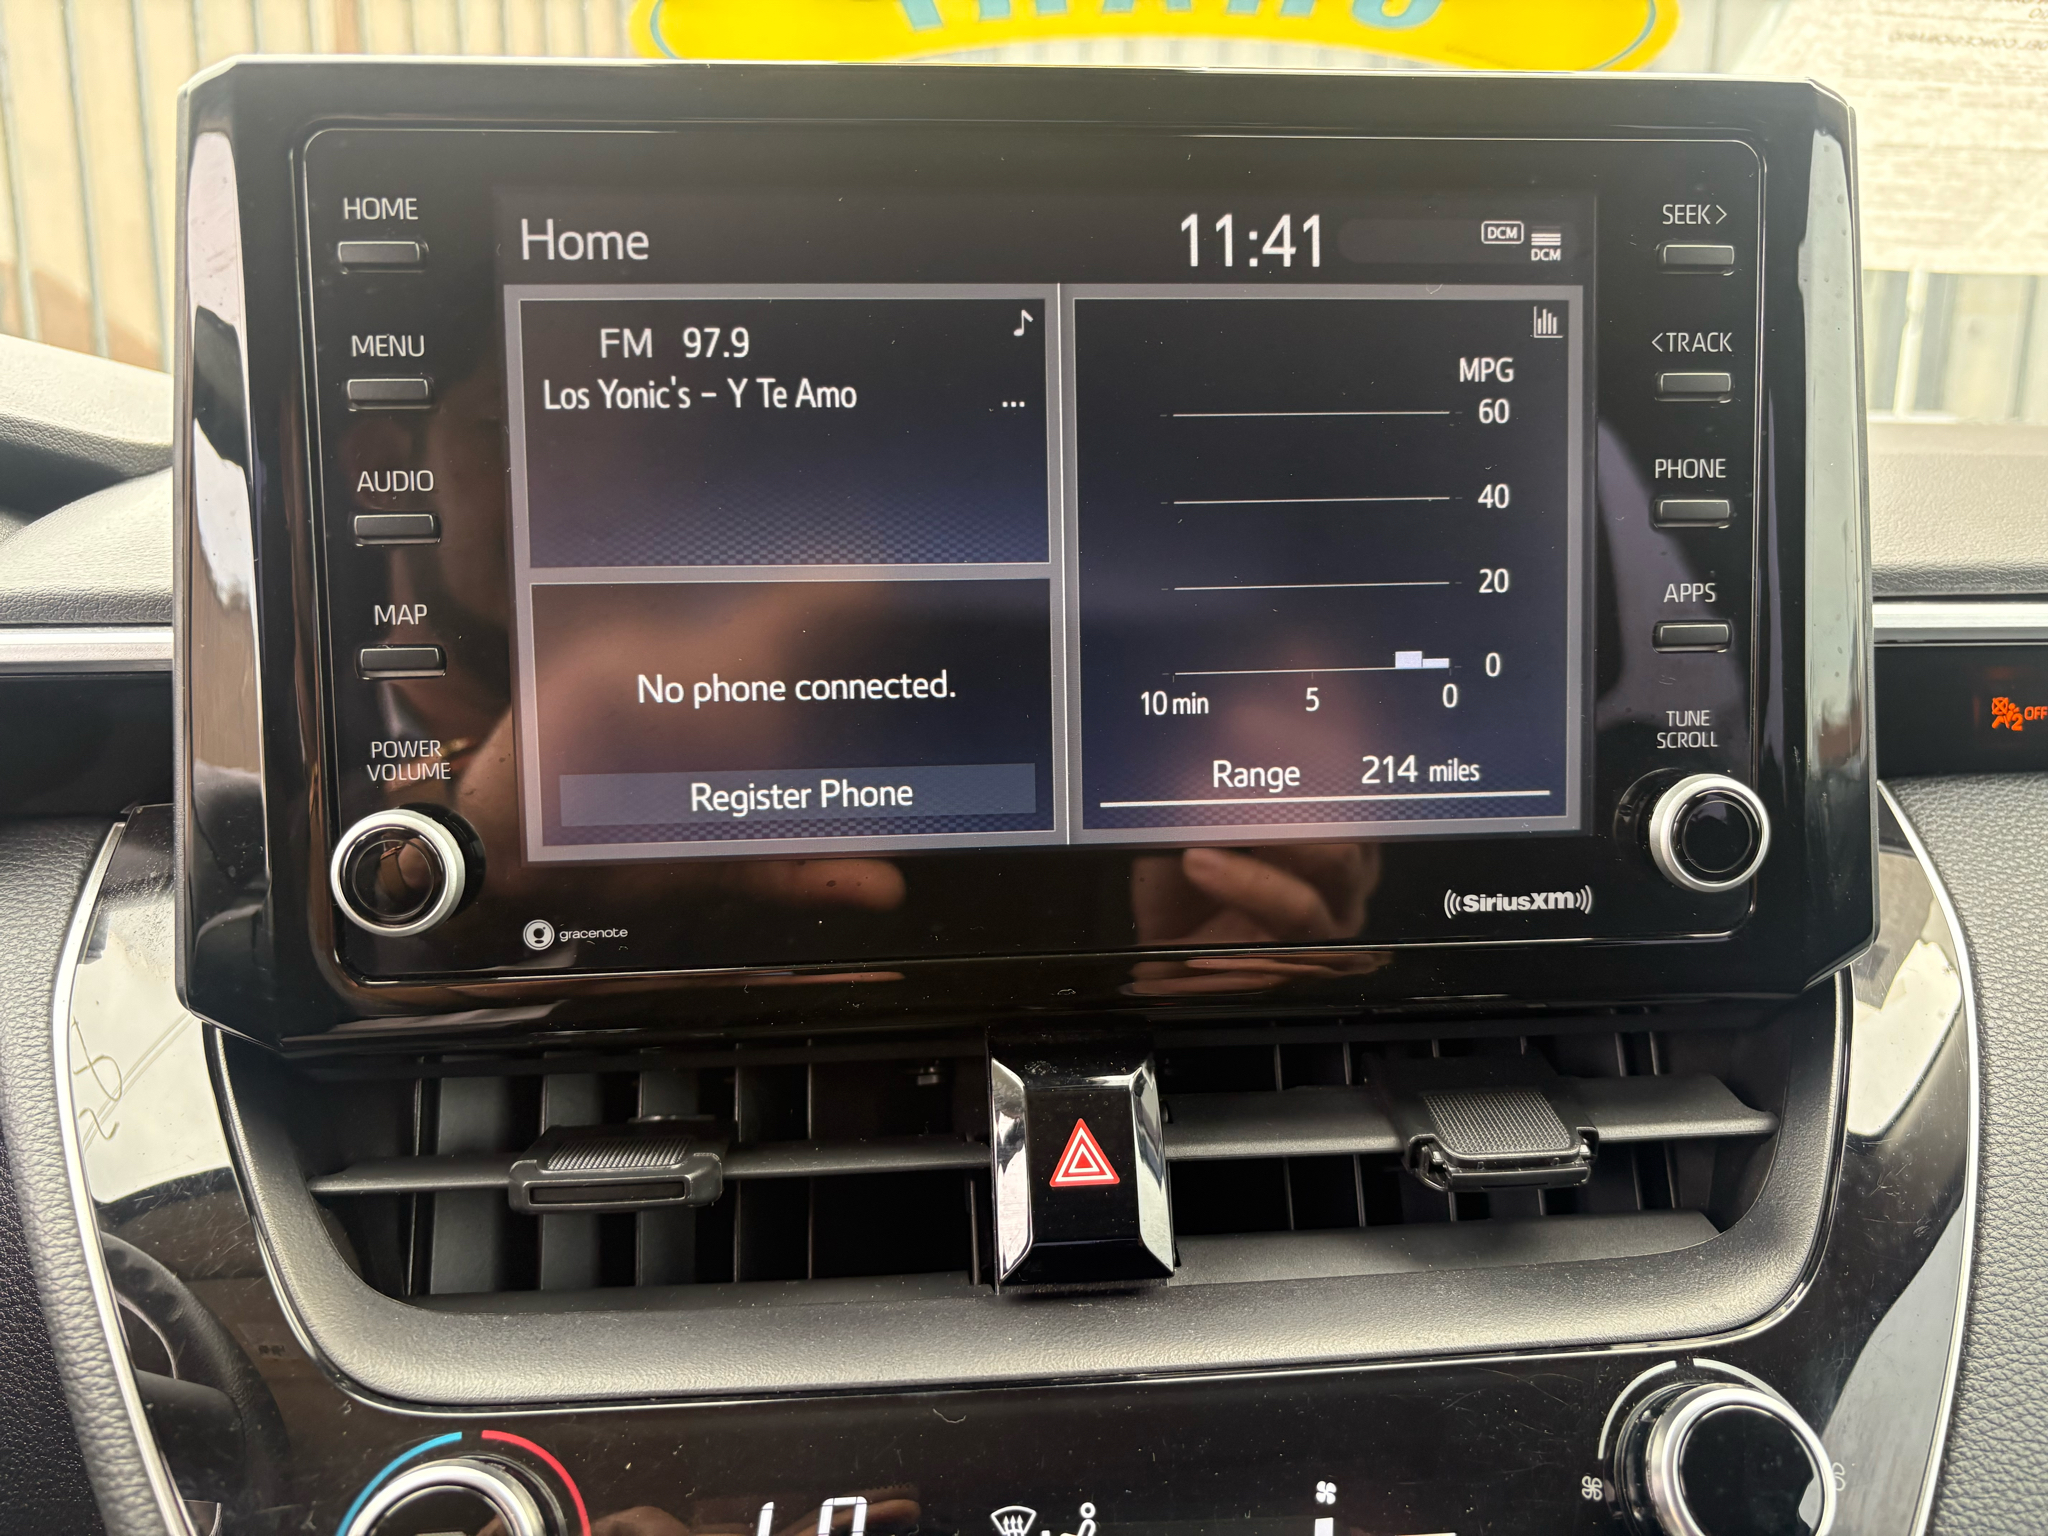 HOME
MENU
AUDIO
MAP
POWER
VOLUME
Home
11:41
DCM
DCM
FM 97.9
Los Yonic's – Y Te Amo
...
No phone connected.
Register Phone
MPG
60
40
20
0
10 min 5 0
Range 214 miles
gracenote
((SiriusXM))
SEEK>
<TRACK
PHONE
APPS
TUNE
SCROLL
2 OFF
LO